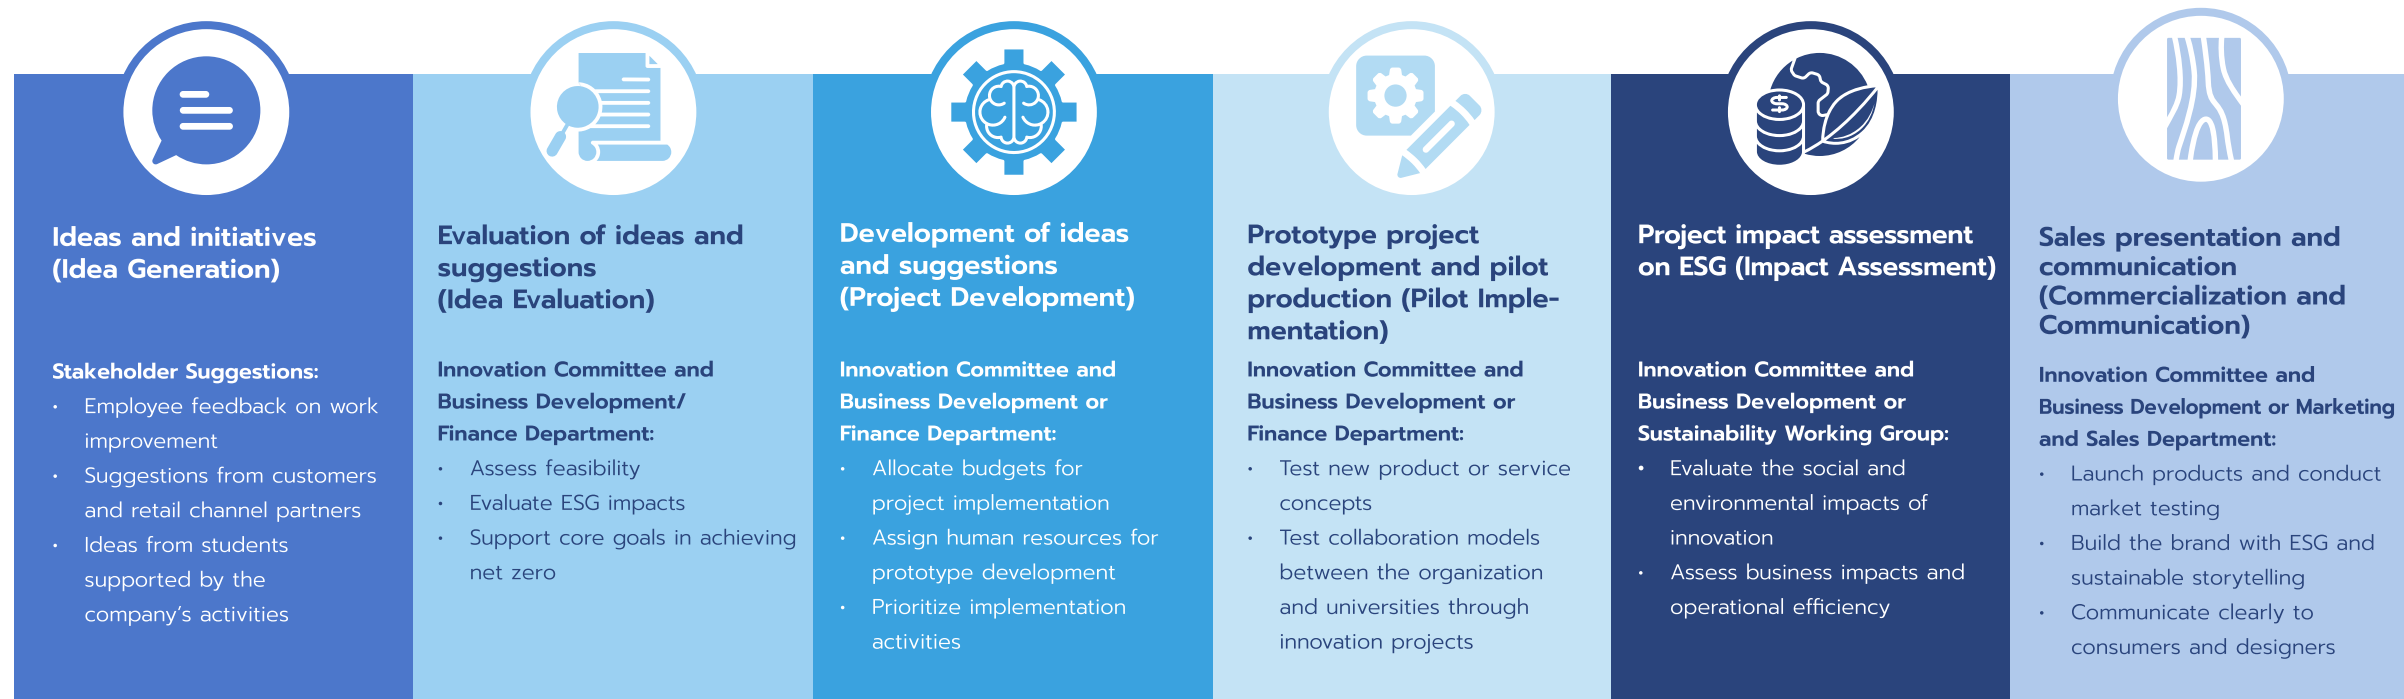 Ideas and initiatives
(Idea Generation)
Stakeholder Suggestions:
• Employee feedback on work
improvement
• Suggestions from customers
and retail channel partners
• Ideas from students
supported by the
company's activities
Evaluation of ideas and
suggestions
(Idea Evaluation)
Innovation Committee and
Business Development/
Finance Department:
• Assess feasibility
• Evaluate ESG impacts
• Support core goals in achieving
net zero
Development of ideas
and suggestions
(Project Development)
Innovation Committee and
Business Development or
Finance Department:
• Allocate budgets for
project implementation
• Assign human resources for
prototype development
• Prioritize implementation
activities
Prototype project
development and pilot
production (Pilot Imple-
mentation)
Innovation Committee and
Business Development or
Finance Department:
• Test new product or service
concepts
• Test collaboration models
between the organization
and universities through
innovation projects
$
Project impact assessment
on ESG (Impact Assessment)
Innovation Committee and
Business Development or
Sustainability Working Group:
• Evaluate the social and
environmental impacts of
innovation
• Assess business impacts and
operational efficiency
Sales presentation and
communication
(Commercialization and
Communication)
Innovation Committee and
Business Development or Marketing
and Sales Department:
• Launch products and conduct
market testing
• Build the brand with ESG and
sustainable storytelling
• Communicate clearly to
consumers and designers